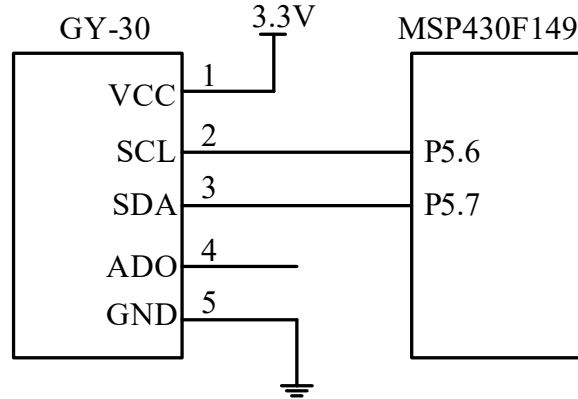 3.3V
GY-30
MSP430F149
1
VCC
2
SCL
P5.6
3
SDA
P5.7
4
ADO
5
GND